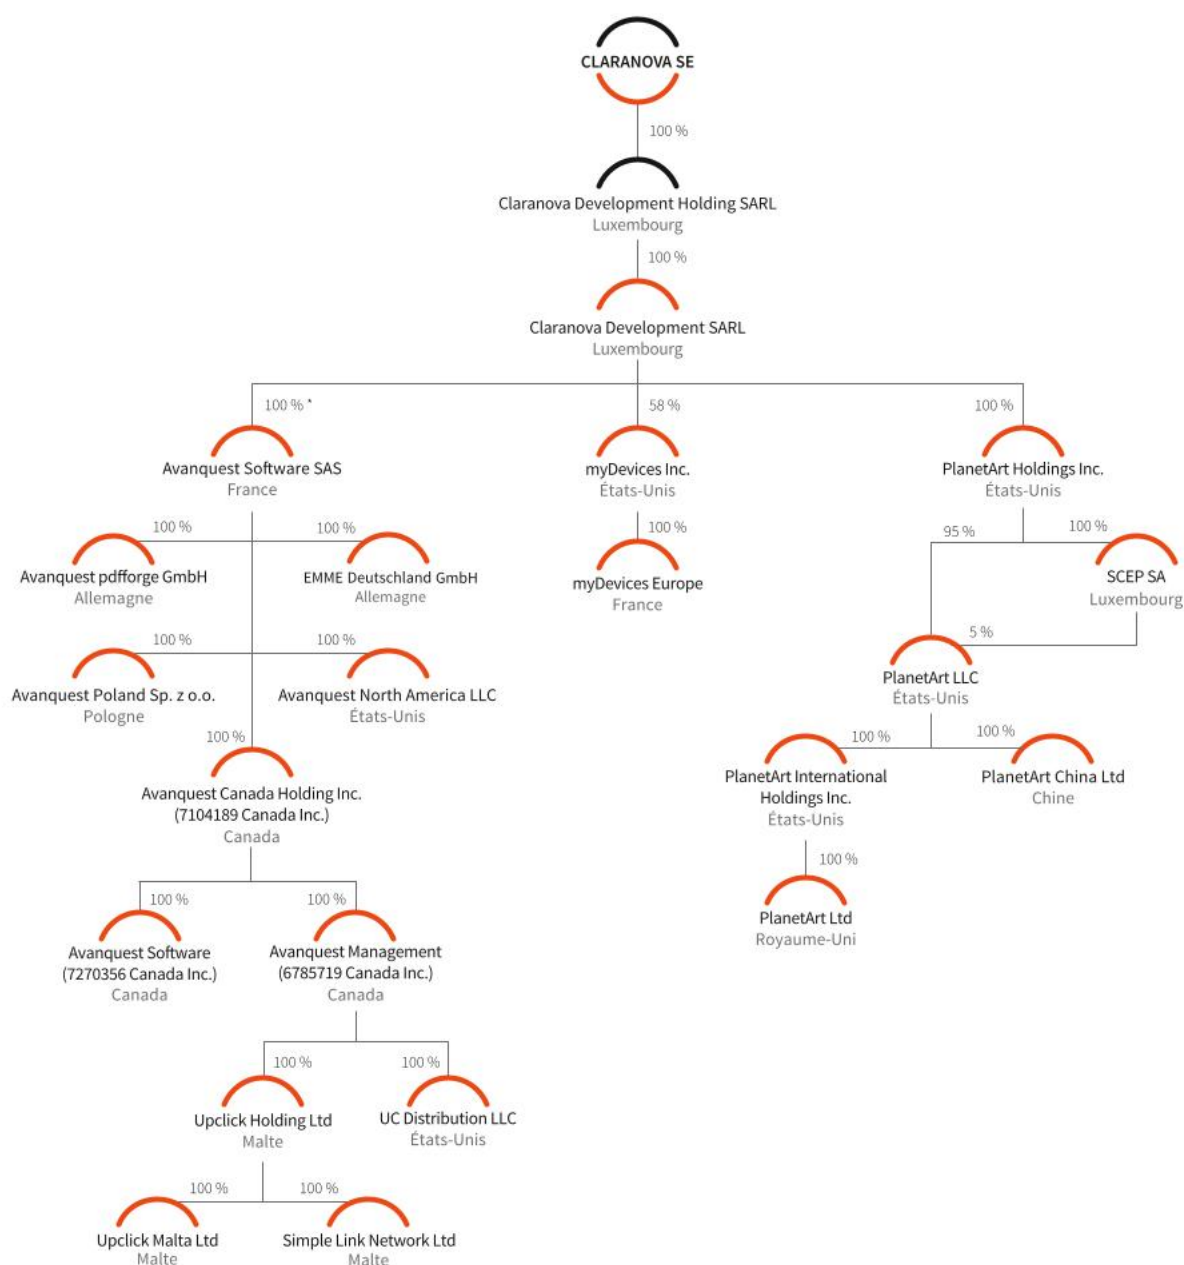 CLARANOVA SE
100 %
Claranova Development Holding SARL
Luxembourg
100 %
Claranova Development SARL
Luxembourg
100 % *
58 %
100 %
Avanquest Software SAS
France
myDevices Inc.
États-Unis
PlanetArt Holdings Inc.
États-Unis
100 %
100 %
100 %
95 %
100 %
Avanquest pdfforge GmbH
Allemagne
EMME Deutschland GmbH
Allemagne
myDevices Europe
France
SCEP SA
Luxembourg
100 %
100 %
5 %
Avanquest Poland Sp. z o.o.
Pologne
Avanquest North America LLC
États-Unis
PlanetArt LLC
États-Unis
100 %
100 %
100 %
Avanquest Canada Holding Inc.
(7104189 Canada Inc.)
Canada
PlanetArt International
Holdings Inc.
États-Unis
PlanetArt China Ltd
Chine
100 %
PlanetArt Ltd
Royaume-Uni
100 %
100 %
Avanquest Software
(7270356 Canada Inc.)
Canada
Avanquest Management
(6785719 Canada Inc.)
Canada
100 %
100 %
Upclick Holding Ltd
Malte
UC Distribution LLC
États-Unis
100 %
100 %
Upclick Malta Ltd
Malte
Simple Link Network Ltd
Malte